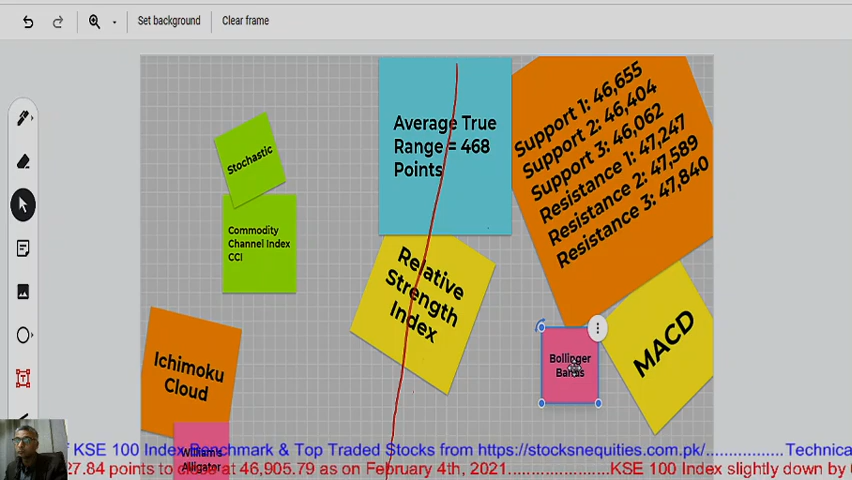 Set background
Clear frame
Stochastic
Commodity
Channel Index
CCI
Average True
Range = 468
Points
Support 1: 46,655
Support 2: 46,404
Support 3: 46,062
Resistance 1: 47,247
Resistance 2: 47,589
Resistance 3: 47,840
Relative
Strength
Index
Ichimoku
Cloud
Bollinger
Bands
MACD
William's
Alligator
KSE 100 Index Benchmark & Top Traded Stocks from https://stocksnequities.com.pk/................Technica
27.84 points to close at 46,905.79 as on February 4th, 2021.....................KSE 100 Index slightly down by